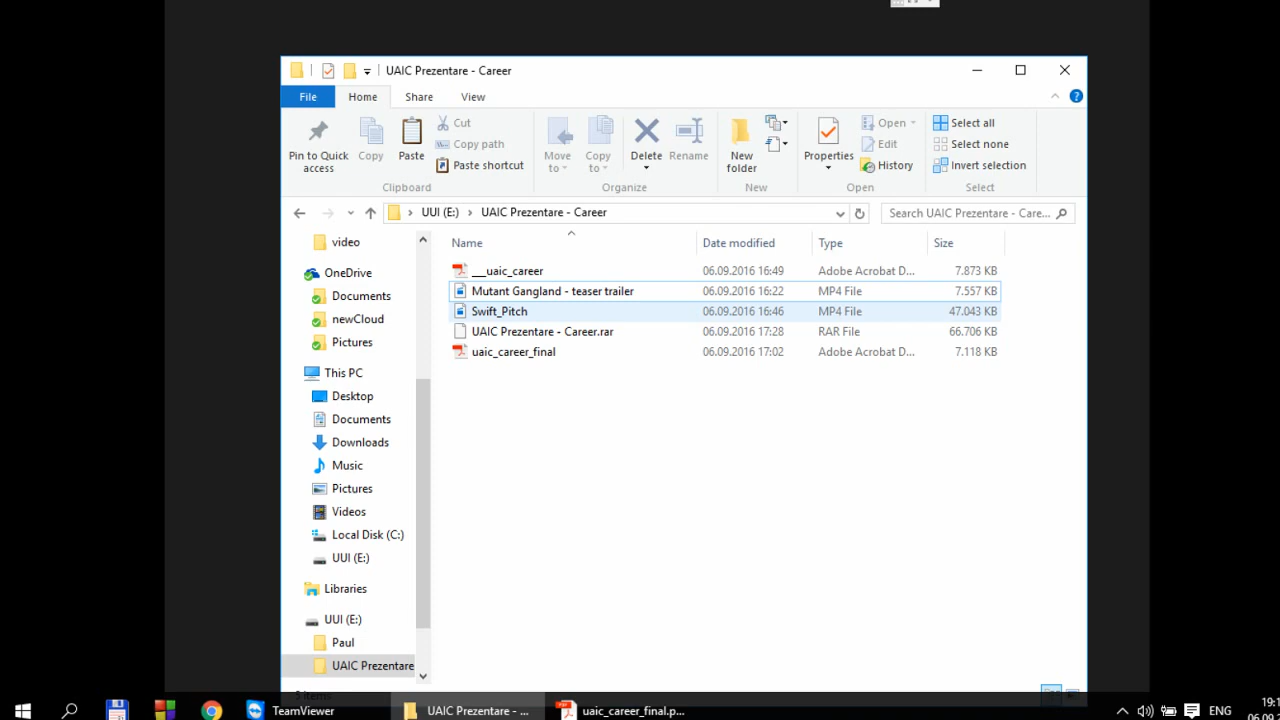 UAIC Prezentare - Career
File Home Share View
Pin to Quick access
Copy
Paste
Cut
Copy path
Paste shortcut
Clipboard
Move to
Copy to
Delete
Rename
Organize
New folder
New
Properties
Open
Edit
History
Open
Select all
Select none
Invert selection
Select
UUI (E:) UAIC Prezentare - Career
Search UAIC Prezentare - Care...
video
OneDrive
Documents
newCloud
Pictures
This PC
Desktop
Documents
Downloads
Music
Pictures
Videos
Local Disk (C:)
UUI (E:)
Libraries
UUI (E:)
Paul
UAIC Prezentare
Name Date modified Type Size
__uaic_career 06.09.2016 16:49 Adobe Acrobat D... 7.873 KB
Mutant Gangland - teaser trailer 06.09.2016 16:22 MP4 File 7.557 KB
Swift_Pitch 06.09.2016 16:46 MP4 File 47.043 KB
UAIC Prezentare - Career.rar 06.09.2016 17:28 RAR File 66.706 KB
uaic_career_final 06.09.2016 17:02 Adobe Acrobat D... 7.118 KB
TeamViewer
UAIC Prezentare - ...
uaic_career_final.p...
ENG